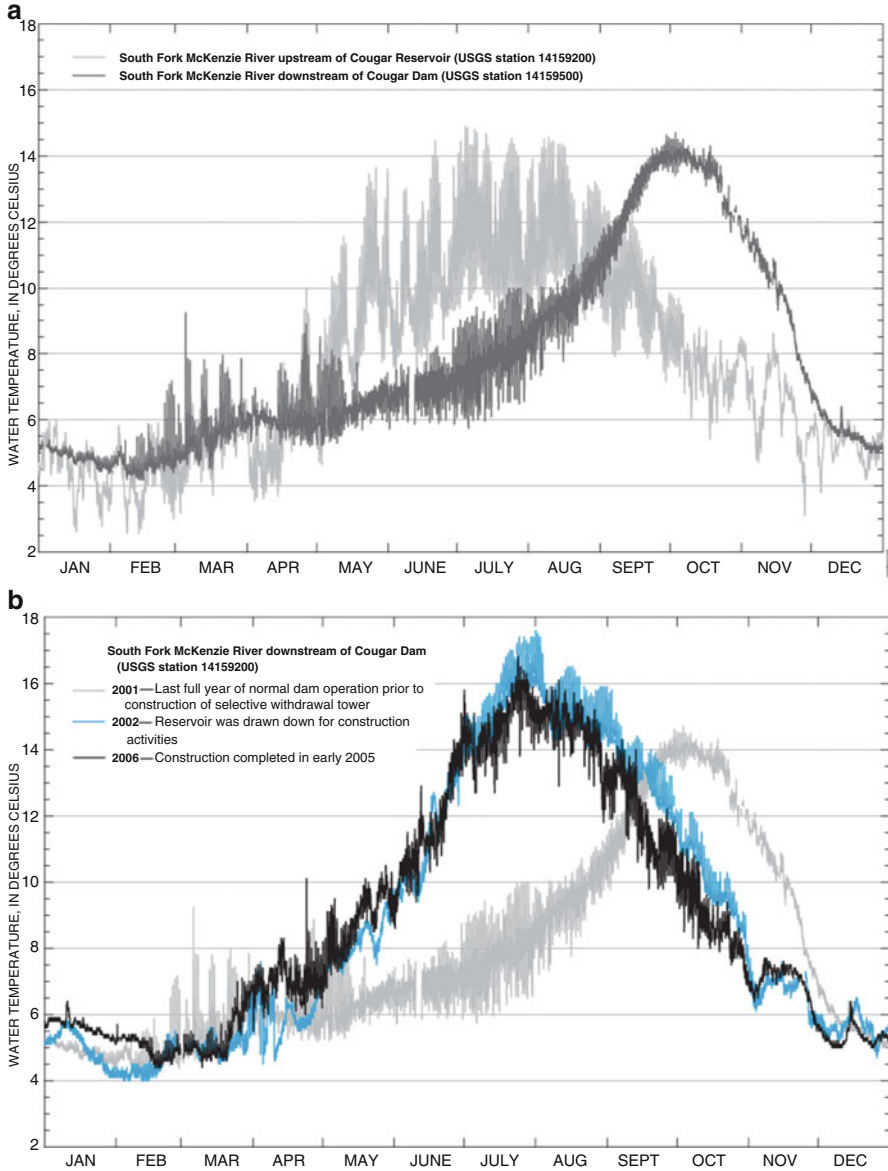 a
South Fork McKenzie River upstream of Cougar Reservoir (USGS station 14159200)
South Fork McKenzie River downstream of Cougar Dam (USGS station 14159500)
WATER TEMPERATURE, IN DEGREES CELSIUS
18
16
14
12
10
8
6
4
2
JAN FEB MAR APR MAY JUNE JULY AUG SEPT OCT NOV DEC
b
South Fork McKenzie River downstream of Cougar Dam
(USGS station 14159200)
2001—Last full year of normal dam operation prior to
construction of selective withdrawal tower
2002—Reservoir was drawn down for construction
activities
2006—Construction completed in early 2005
WATER TEMPERATURE, IN DEGREES CELSIUS
18
16
14
12
10
8
6
4
2
JAN FEB MAR APR MAY JUNE JULY AUG SEPT OCT NOV DEC